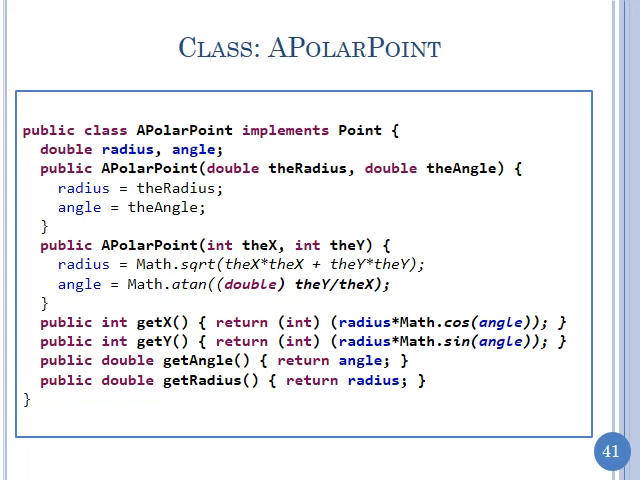 CLASS: APOLARPOINT
public class APolarPoint implements Point {
double radius, angle;
public APolarPoint(double theRadius, double theAngle) {
radius = theRadius;
angle = theAngle;
}
public APolarPoint(int theX, int theY) {
radius = Math.sqrt(theX*theX + theY*theY);
angle = Math.atan((double) theY/theX);
}
public int getX() { return (int) (radius*Math.cos(angle)); }
public int getY() { return (int) (radius*Math.sin(angle)); }
public double getAngle() { return angle; }
public double getRadius() { return radius; }
}
41